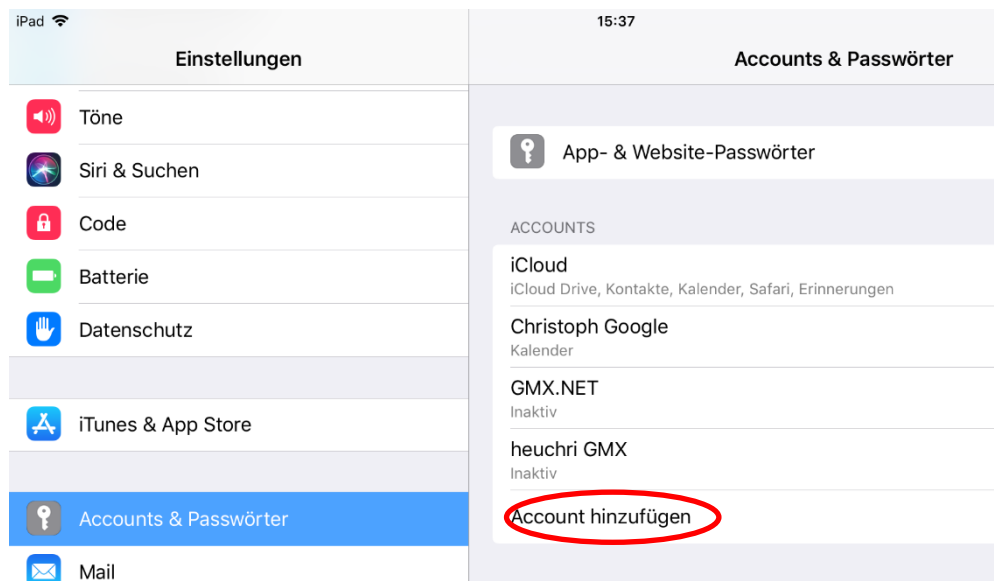 iPad
15:37
Einstellungen
Accounts & Passwörter
Töne
Siri & Suchen
Code
Batterie
Datenschutz
iTunes & App Store
Accounts & Passwörter
Mail
App- & Website-Passwörter
ACCOUNTS
iCloud
iCloud Drive, Kontakte, Kalender, Safari, Erinnerungen
Christoph Google
Kalender
GMX.NET
Inaktiv
heuchri GMX
Inaktiv
Account hinzufügen